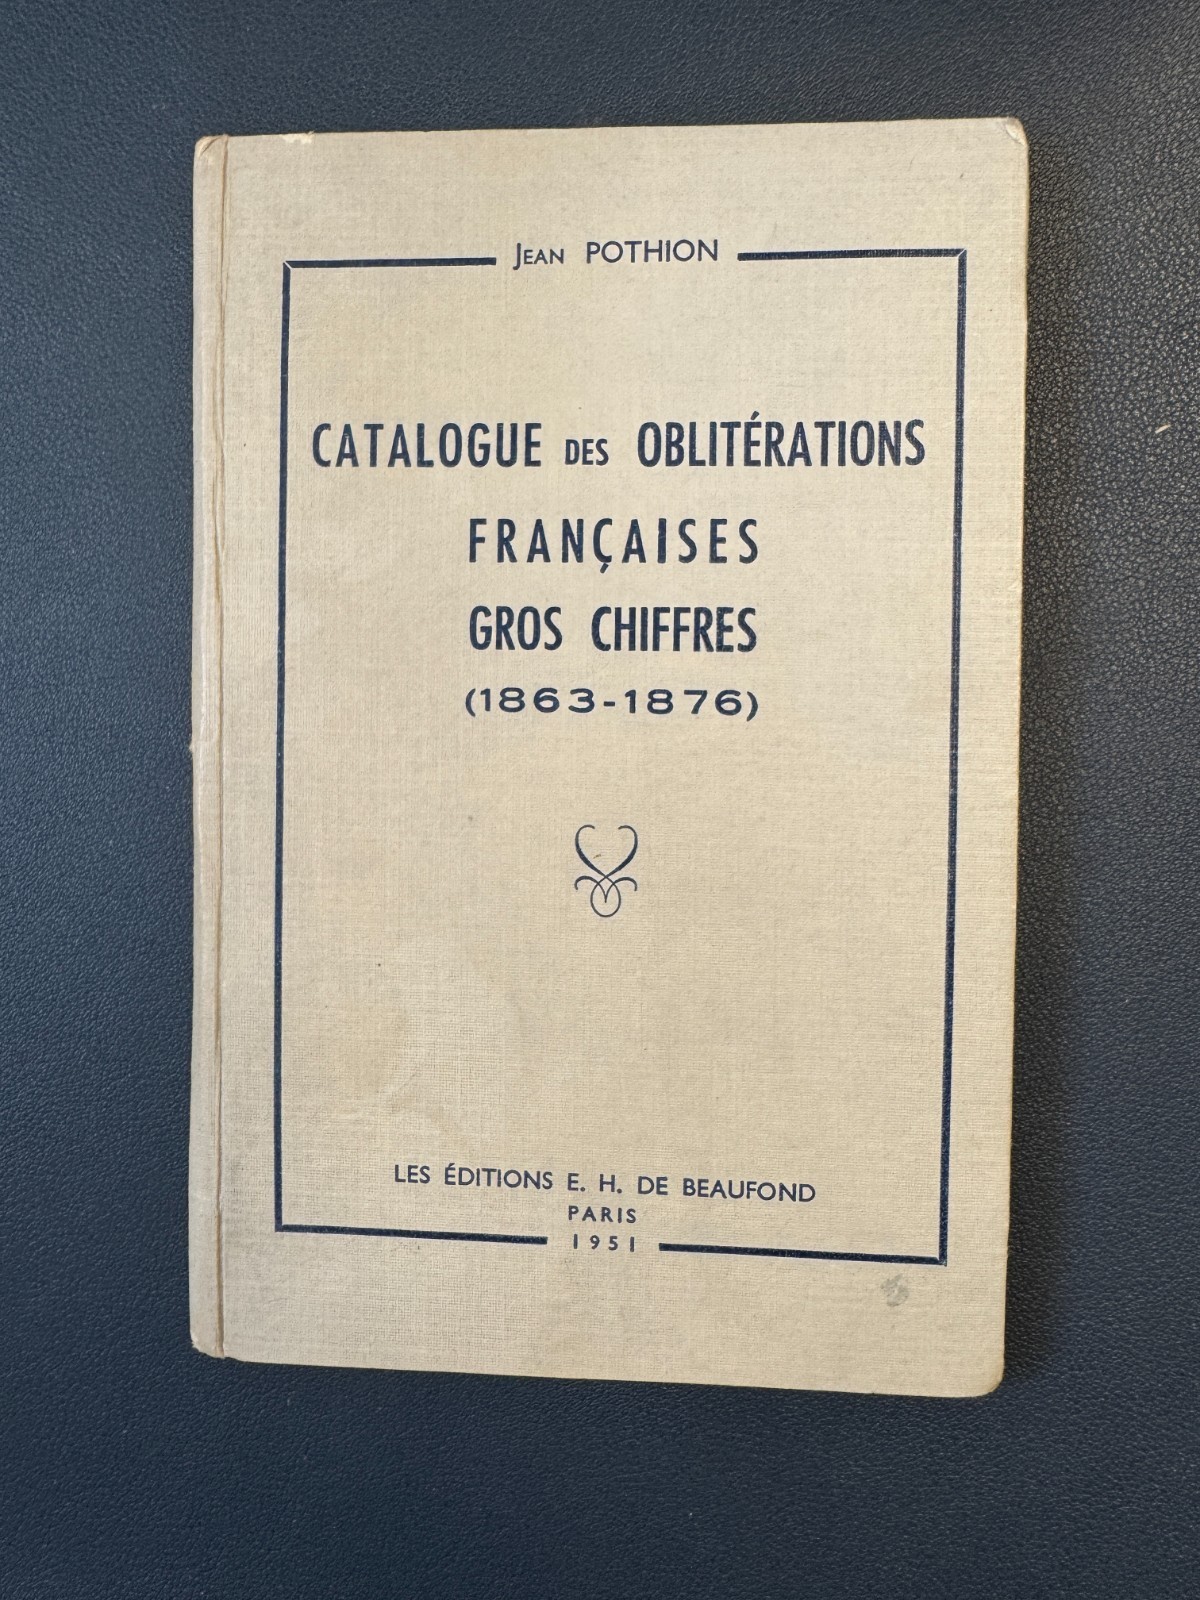 Jean POTHION
CATALOGUE DES OBLITÉRATIONS
FRANÇAISES
GROS CHIFFRES
(1863-1876)
LES ÉDITIONS E. H. DE BEAUFOND
PARIS
1951